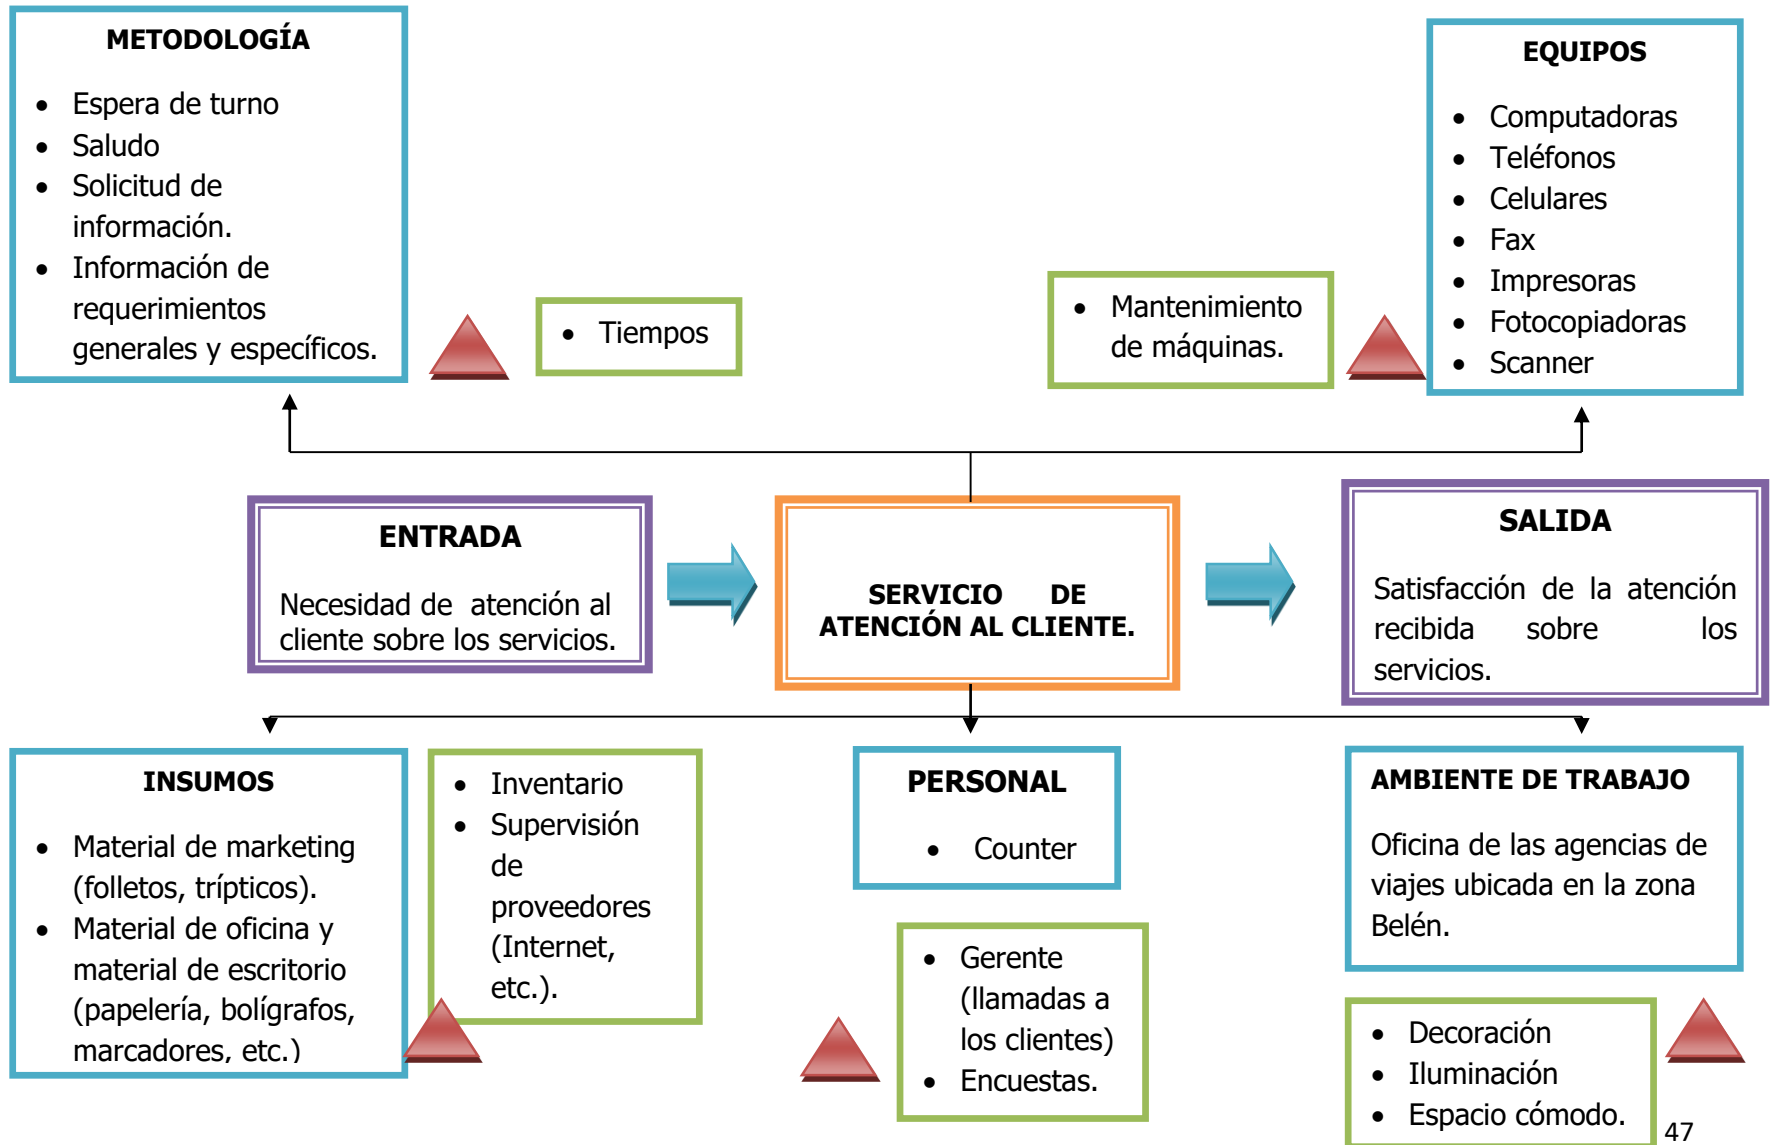 METODOLOGÍA
• Espera de turno
• Saludo
• Solicitud de
información.
• Información de
requerimientos
generales y específicos.
• Tiempos
• Mantenimiento
de máquinas.
EQUIPOS
• Computadoras
• Teléfonos
• Celulares
• Fax
• Impresoras
• Fotocopiadoras
• Scanner
ENTRADA
Necesidad de atención al
cliente sobre los servicios.
SERVICIO DE
ATENCIÓN AL CLIENTE.
SALIDA
Satisfacción de la atención
recibida sobre los
servicios.
INSUMOS
• Material de marketing
(folletos, trípticos).
• Material de oficina y
material de escritorio
(papelería, bolígrafos,
marcadores, etc.)
• Inventario
• Supervisión
de
proveedores
(Internet,
etc.).
PERSONAL
• Counter
• Gerente
(llamadas a
los clientes)
• Encuestas.
AMBIENTE DE TRABAJO
Oficina de las agencias de
viajes ubicada en la zona
Belén.
• Decoración
• Iluminación
• Espacio cómodo.
47